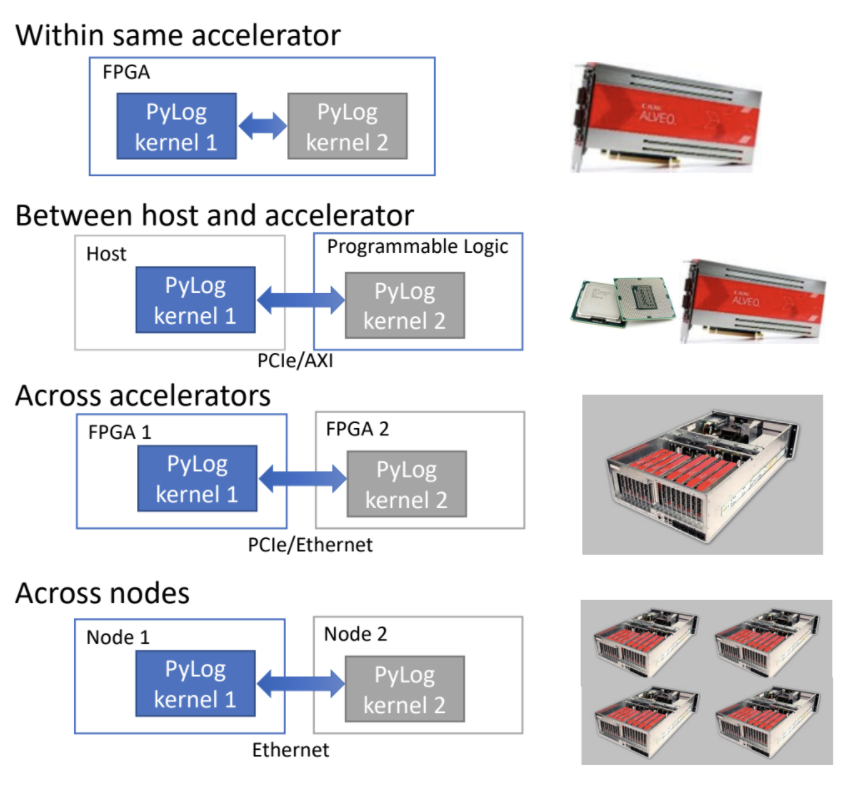 Within same accelerator
FPGA
PyLog
kernel 1
PyLog
kernel 2
ALVEO
Between host and accelerator
Host
PyLog
kernel 1
Programmable Logic
PyLog
kernel 2
PCIe/AXI
ALVEO
Across accelerators
FPGA 1
PyLog
kernel 1
FPGA 2
PyLog
kernel 2
PCIe/Ethernet
Across nodes
Node 1
PyLog
kernel 1
Node 2
PyLog
kernel 2
Ethernet